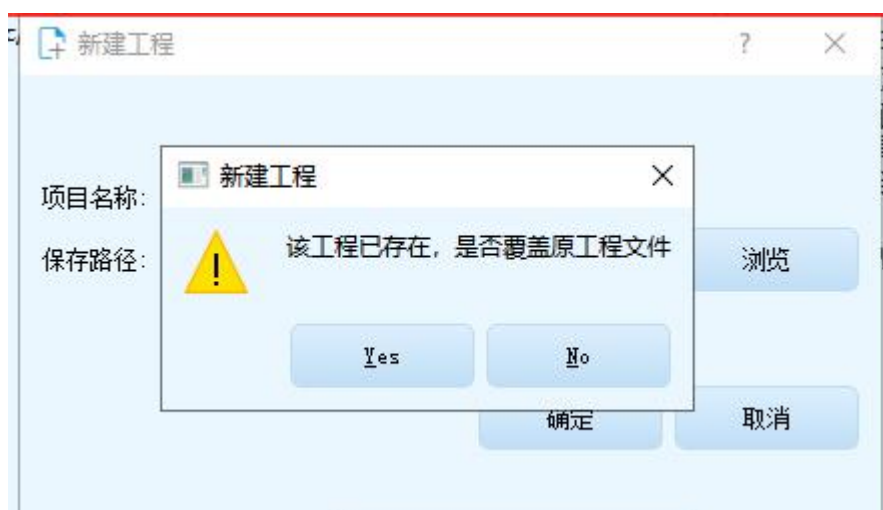 新建工程
?
新建工程
项目名称:
该工程已存在，是否覆盖原工程文件
保存路径:
浏览
Yes
No
确定
取消